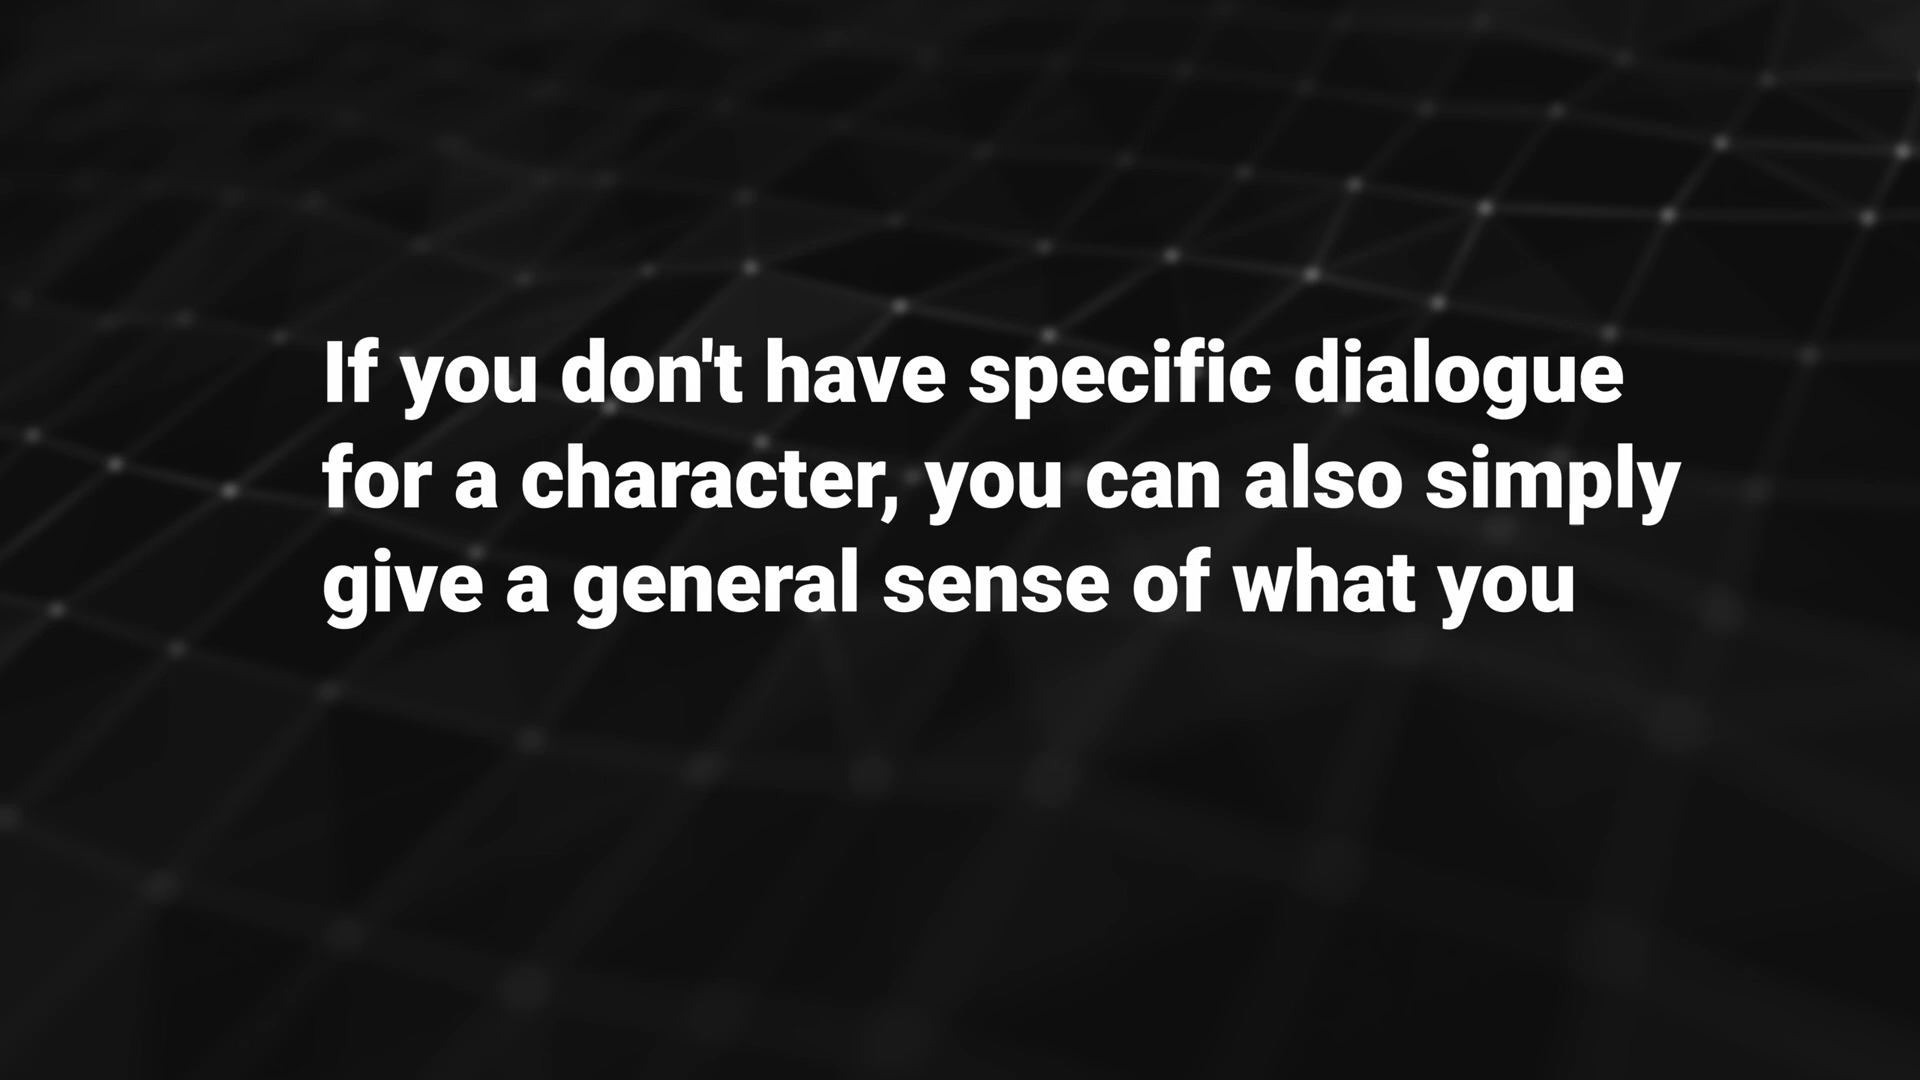 If you don't have specific dialogue
for a character, you can also simply
give a general sense of what you